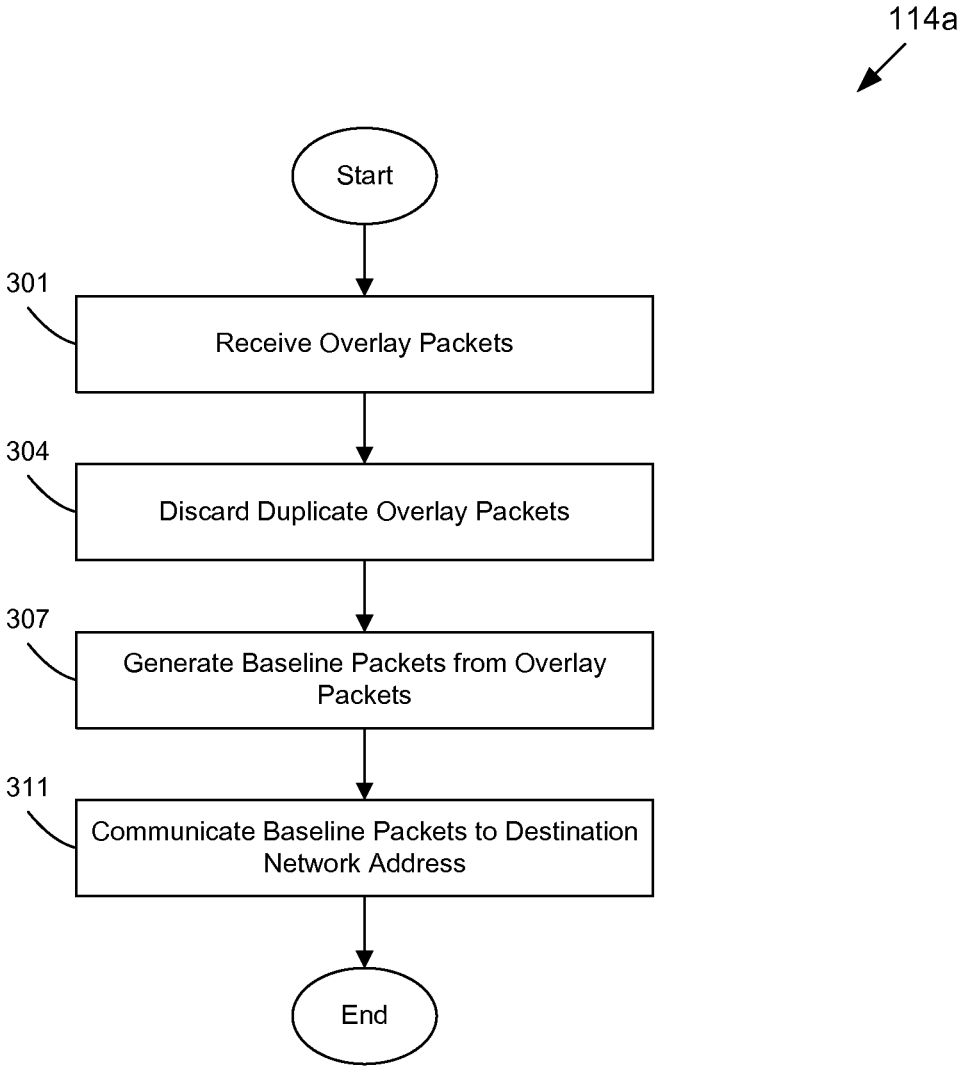 114a
Start
301
Receive Overlay Packets
304
Discard Duplicate Overlay Packets
307
Generate Baseline Packets from Overlay
Packets
311
Communicate Baseline Packets to Destination
Network Address
End